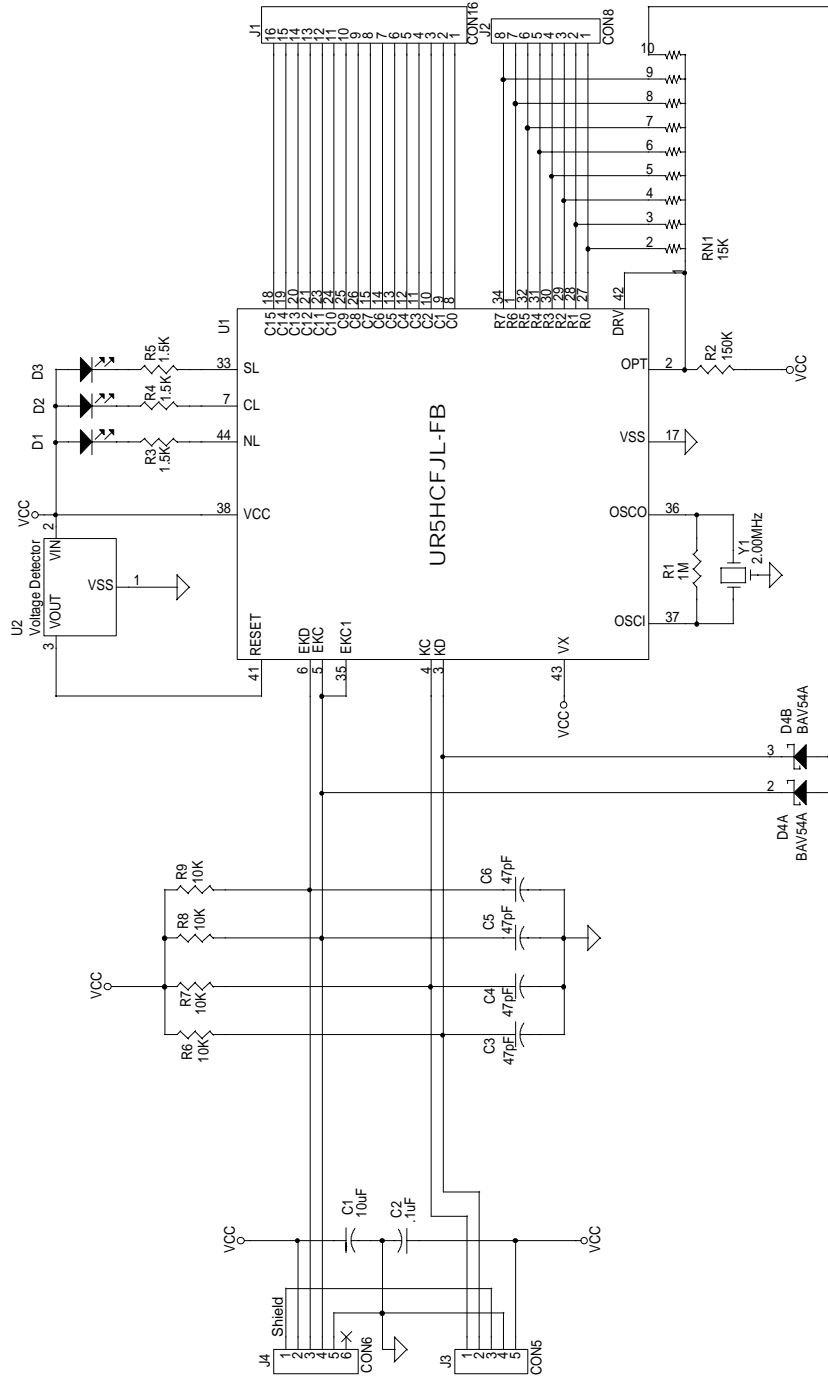 J1
16
15
14
13
12
11
10
9
8
7
6
5
4
3
2
1
CON16
J2
8
7
6
5
4
3
2
1
CON8
10
9
8
7
6
5
4
3
2
RN1
15K
U1
C15 18
C14 19
C13 20
C12 21
C11 23
C10 24
C9 25
C8 26
C7 15
C6 14
C5 13
C4 12
C3 11
C2 10
C1 9
C0 8
R7 34
R6 1
R5 32
R4 31
R3 30
R2 29
R1 28
R0 27
DRV 42
D3
D2
D1
R5
1.5K
R4
1.5K
R3
1.5K
33 SL
7 CL
44 NL
38 VCC
VCC
UR5HCFJL-FB
OPT 2
R2
150K
VCC
VSS 17
OSCO 36
OSCI 37
R1
1M
Y1
2.00MHz
U2
Voltage Detector
2
VIN
VOUT
3
VSS 1
41 RESET
6 EKD
5 EKC
35 EKC1
4 KC
3 KD
43 VX
VCC
3
D4B
BAV54A
2
D4A
BAV54A
VCC
R9
10K
R8
10K
R7
10K
R6
10K
C6
47pF
C5
47pF
C4
47pF
C3
47pF
VCC
C1
10uF
C2
.1uF
VCC
Shield
J4
1
2
3
4
5
6
CON6
J3
1
2
3
4
5
CON5